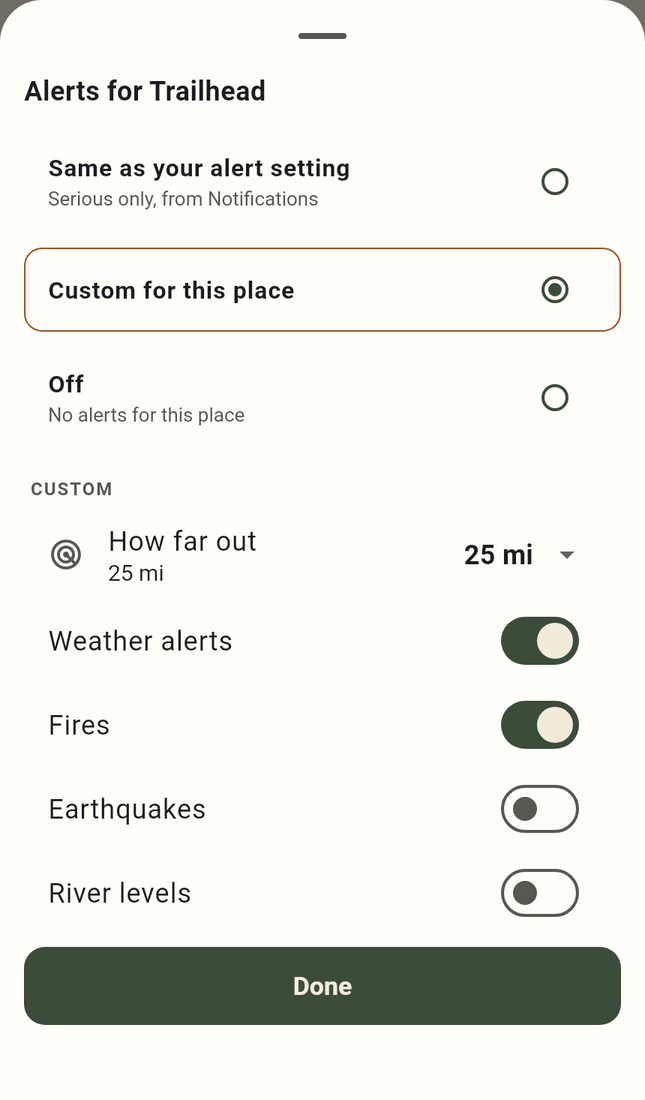 Alerts for Trailhead
Same as your alert setting
Serious only, from Notifications
Custom for this place
Off
No alerts for this place
CUSTOM
How far out
25 mi
25 mi
Weather alerts
Fires
Earthquakes
River levels
Done